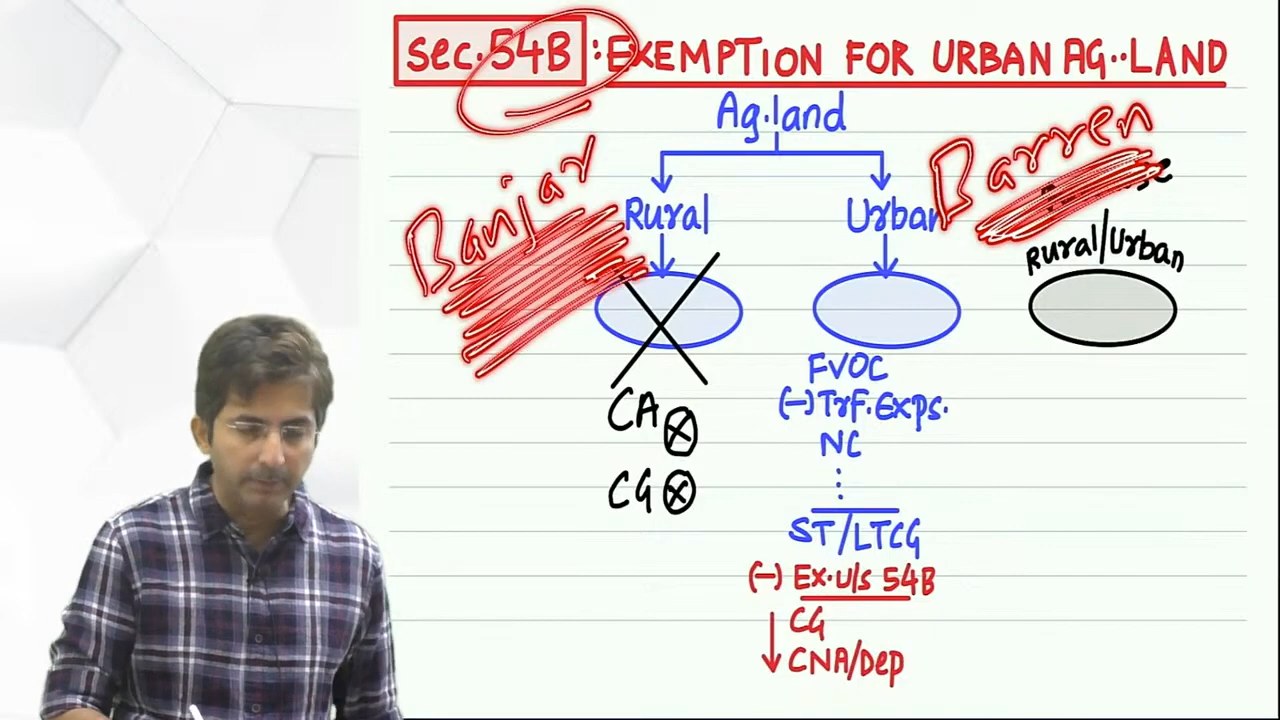 Sec.54B : EXEMPTION FOR URBAN AG..LAND
Ag.land
Banjar
Barren
Rural
Urban
Rural/Urban
FVOC
(-) Trf.Exps.
NC
CA
CG
ST/LTCG
(-) Ex.u/s 54B
CG
CNA/Dep